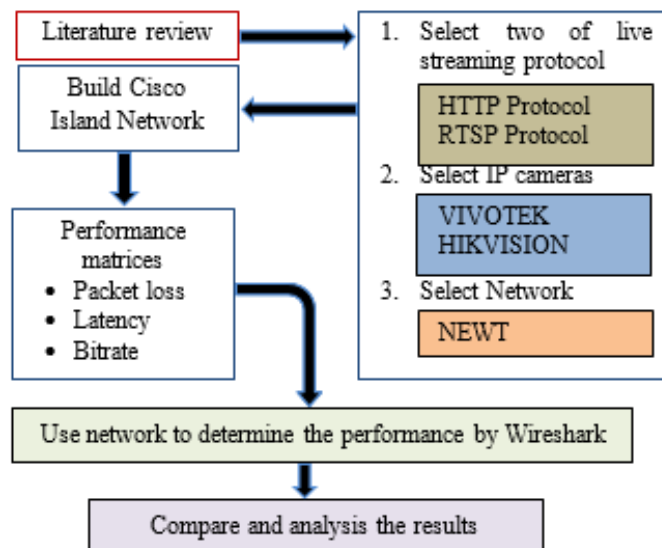 Literature review
Build Cisco
Island Network
Performance
matrices
• Packet loss
• Latency
• Bitrate
1. Select two of live
streaming protocol
HTTP Protocol
RTSP Protocol
2. Select IP cameras
VIVOTEK
HIKVISION
3. Select Network
NEWT
Use network to determine the performance by Wireshark
Compare and analysis the results